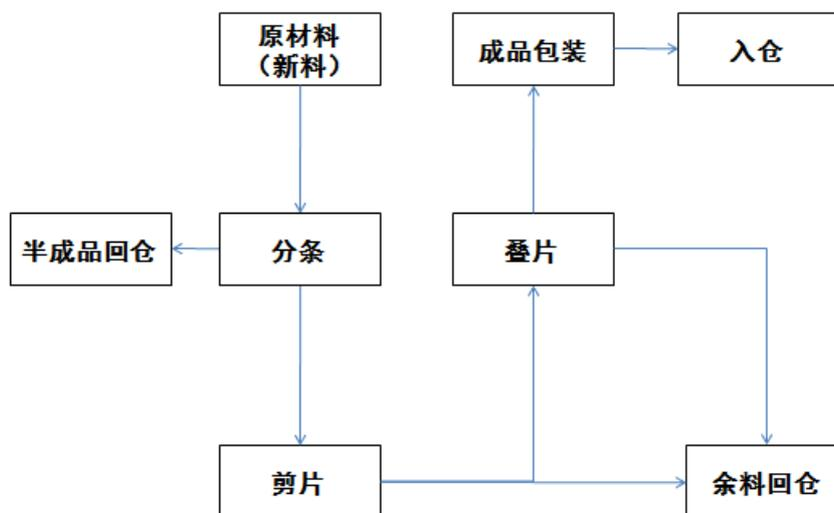 原材料
（新料）
成品包装
入仓
半成品回仓
分条
叠片
剪片
余料回仓